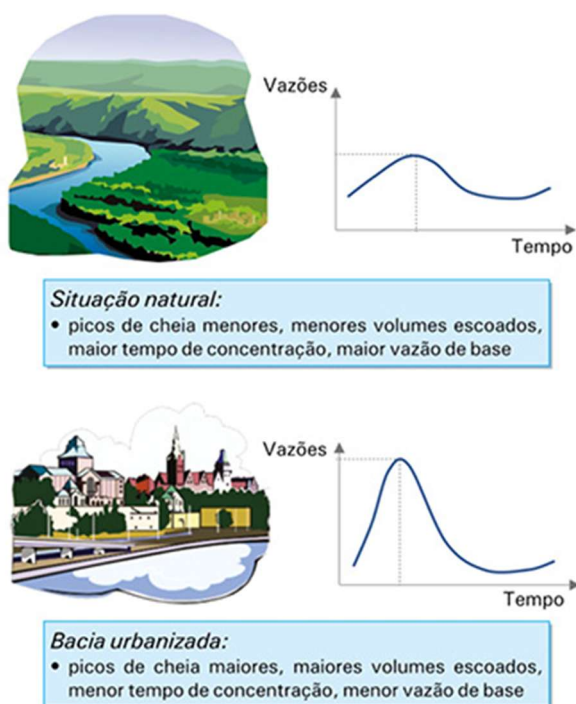 Vazões
Tempo
Situação natural:
• picos de cheia menores, menores volumes escoados,
maior tempo de concentração, maior vazão de base
Vazões
Tempo
Bacia urbanizada:
• picos de cheia maiores, maiores volumes escoados,
menor tempo de concentração, menor vazão de base